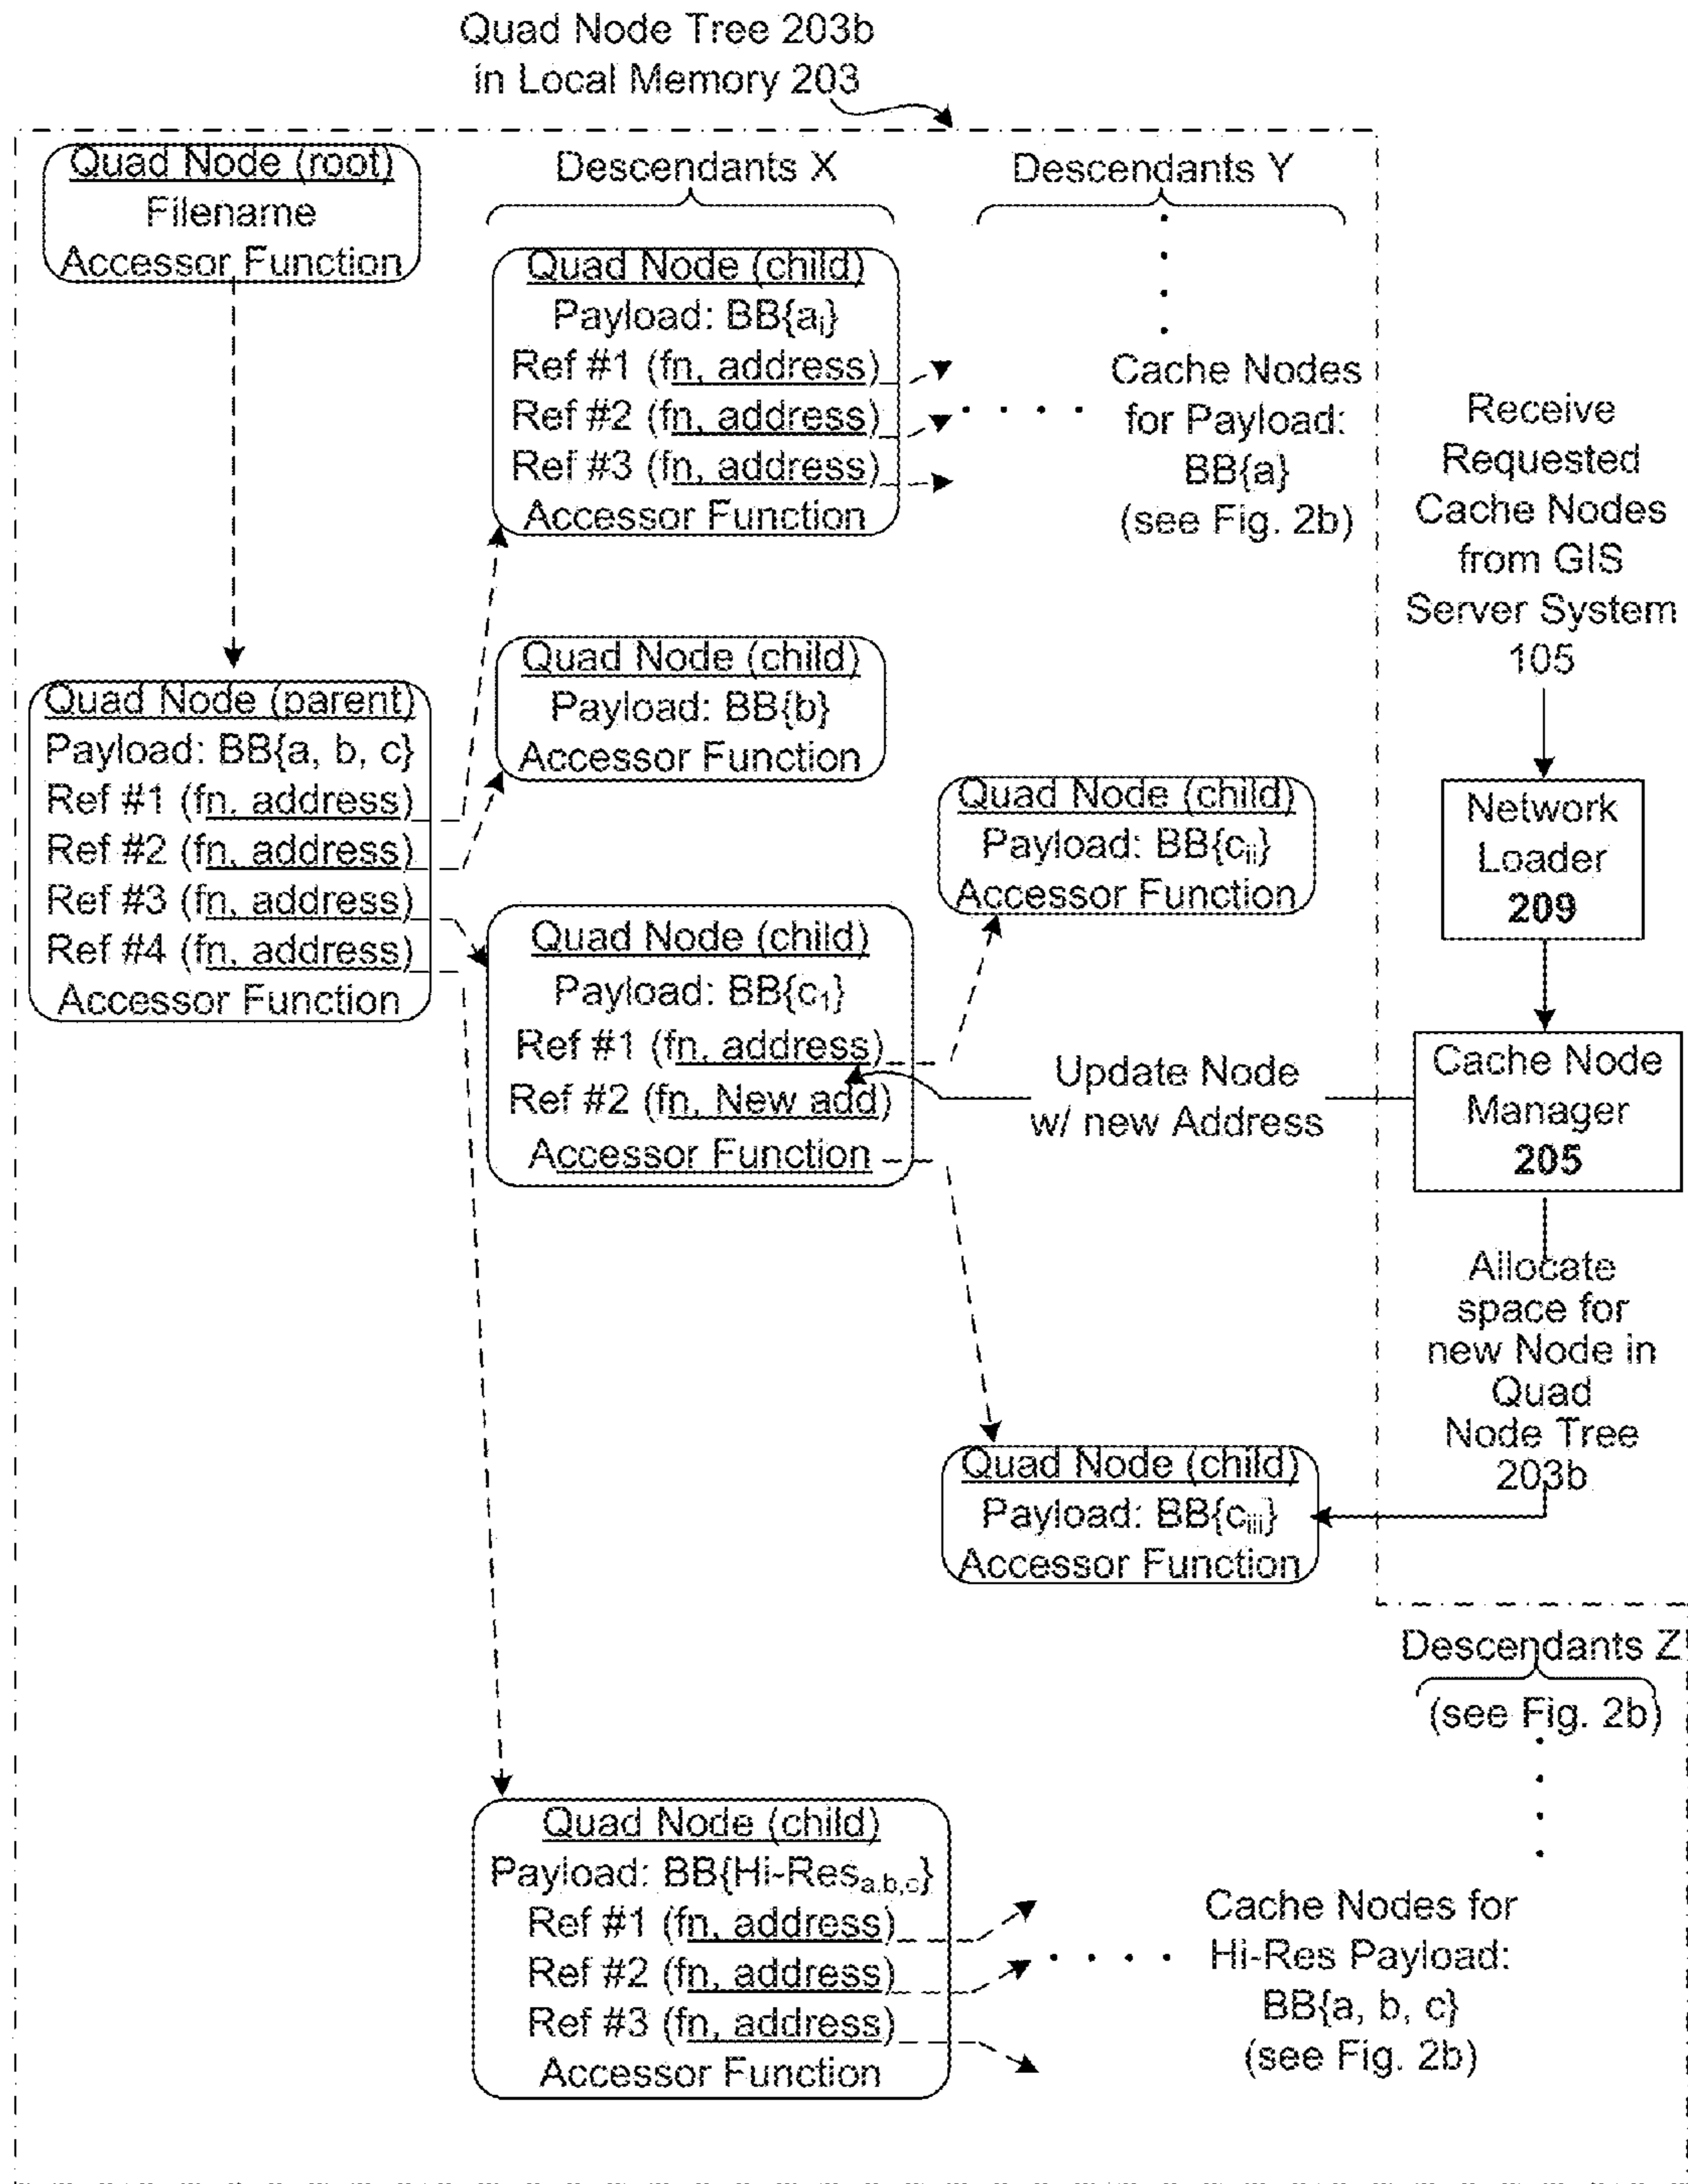 Quad Node Tree 203b
in Local Memory 203
Quad Node (root)
Filename
Accessor Function
Descendants X
Descendants Y
Quad Node (child)
Payload: BB{ai}
Ref #1 (fn, address)
Ref #2 (fn, address)
Ref #3 (fn, address)
Accessor Function
Cache Nodes
for Payload:
BB{a}
(see Fig. 2b)
Receive
Requested
Cache Nodes
from GIS
Server System
105
Quad Node (parent)
Payload: BB{a, b, c}
Ref #1 (fn, address)
Ref #2 (fn, address)
Ref #3 (fn, address)
Ref #4 (fn, address)
Accessor Function
Quad Node (child)
Payload: BB{b}
Accessor Function
Quad Node (child)
Payload: BB{cii}
Accessor Function
Network
Loader
209
Quad Node (child)
Payload: BB{c1}
Ref #1 (fn, address)
Ref #2 (fn, New add)
Accessor Function
Update Node
w/ new Address
Cache Node
Manager
205
Allocate
space for
new Node in
Quad
Node Tree
203b
Quad Node (child)
Payload: BB{ciii}
Accessor Function
Descendants Z
(see Fig. 2b)
Quad Node (child)
Payload: BB{Hi-Resa,b,c}
Ref #1 (fn, address)
Ref #2 (fn, address)
Ref #3 (fn, address)
Accessor Function
Cache Nodes for
Hi-Res Payload:
BB{a, b, c}
(see Fig. 2b)